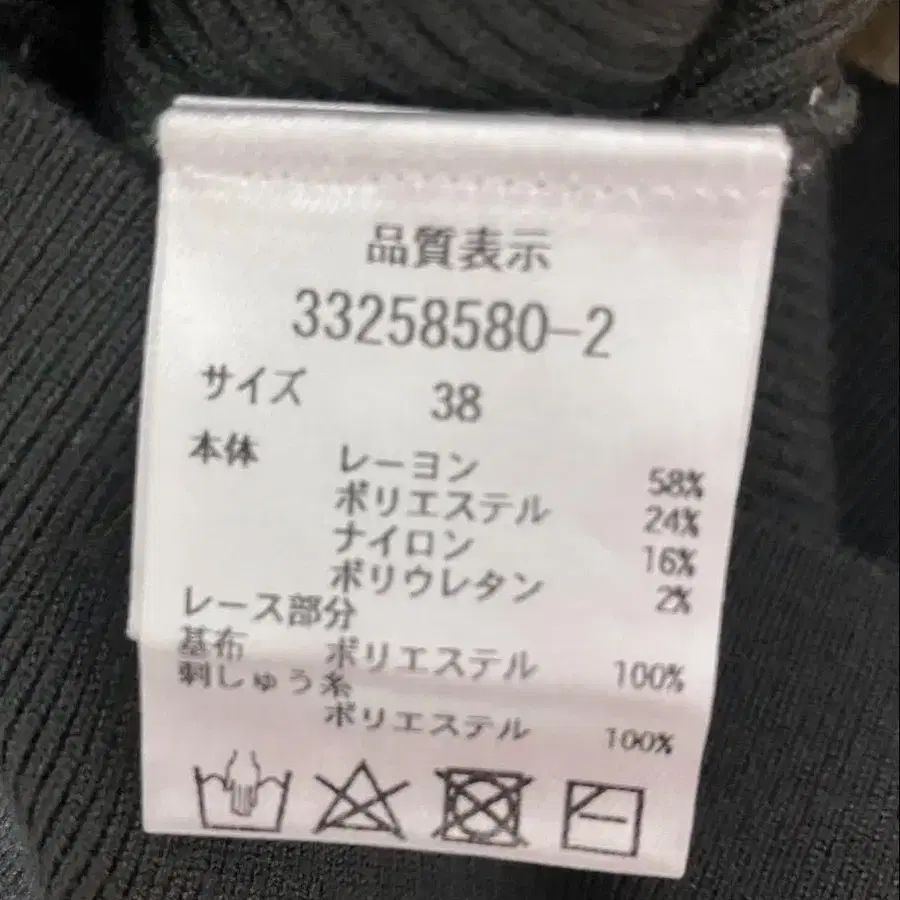 品質表示
33258580-2
サイズ 38
本体 レーヨン 58%
ポリエステル 24%
ナイロン 16%
ポリウレタン 2%
レース部分
基布 ポリエステル 100%
刺しゅう糸
ポリエステル 100%